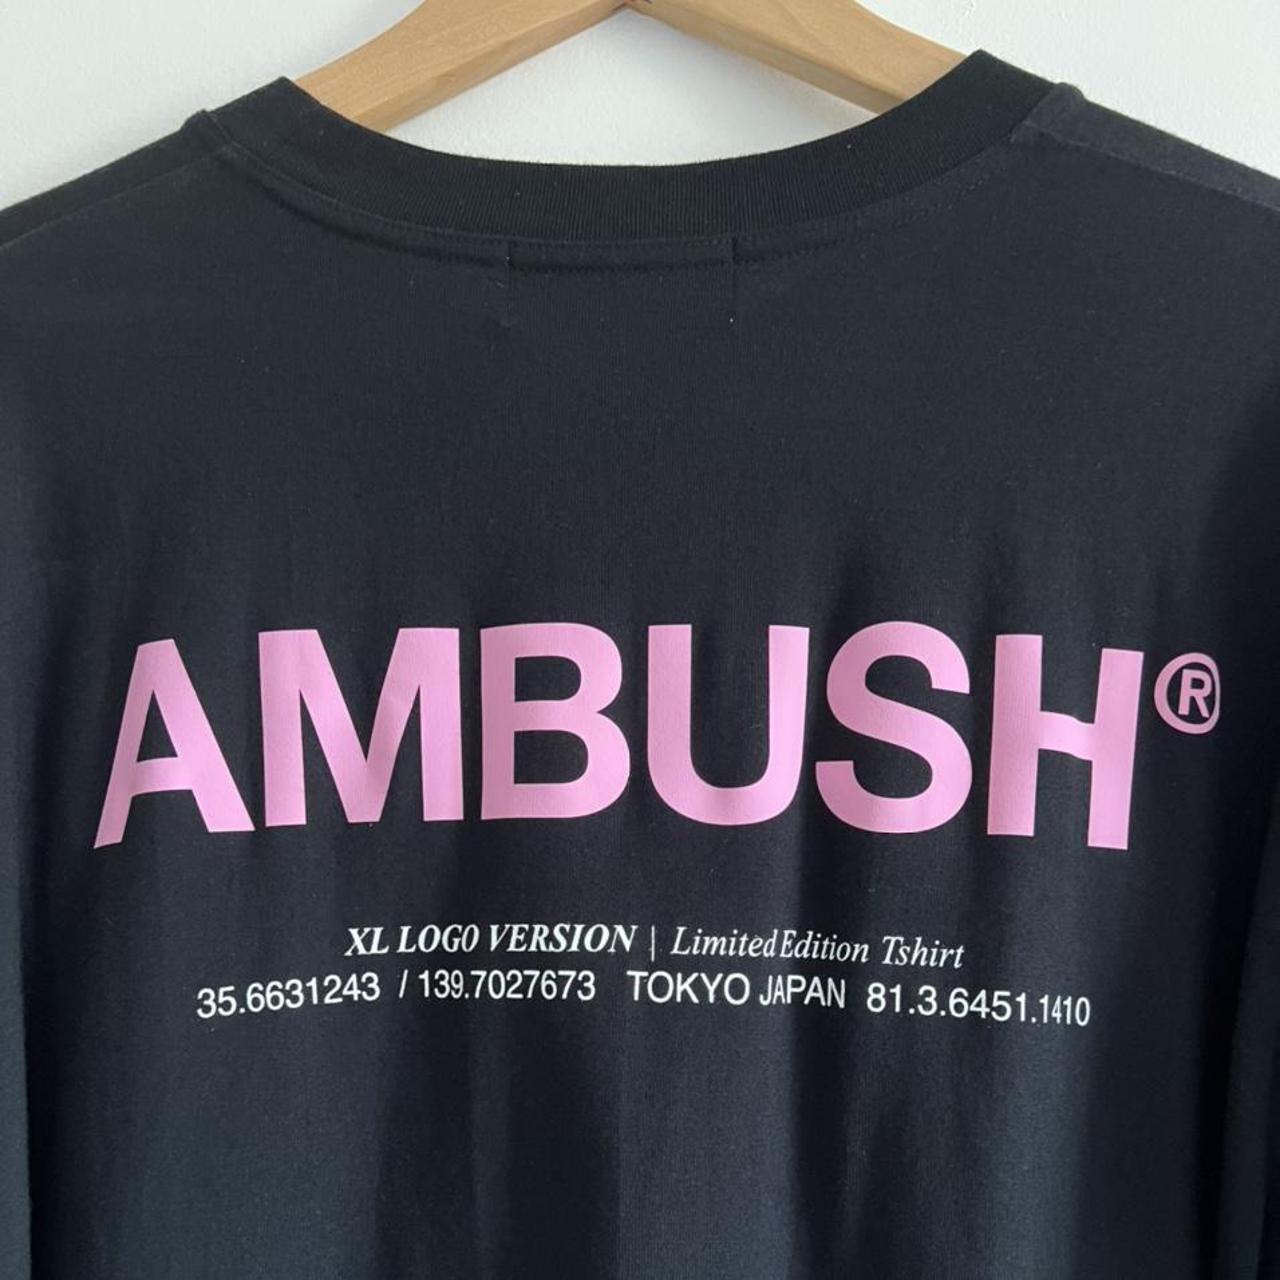 AMBUSH®
XL LOGO VERSION | Limited Edition Tshirt
35.6631243 / 139.7027673 TOKYO JAPAN 81.3.6451.1410